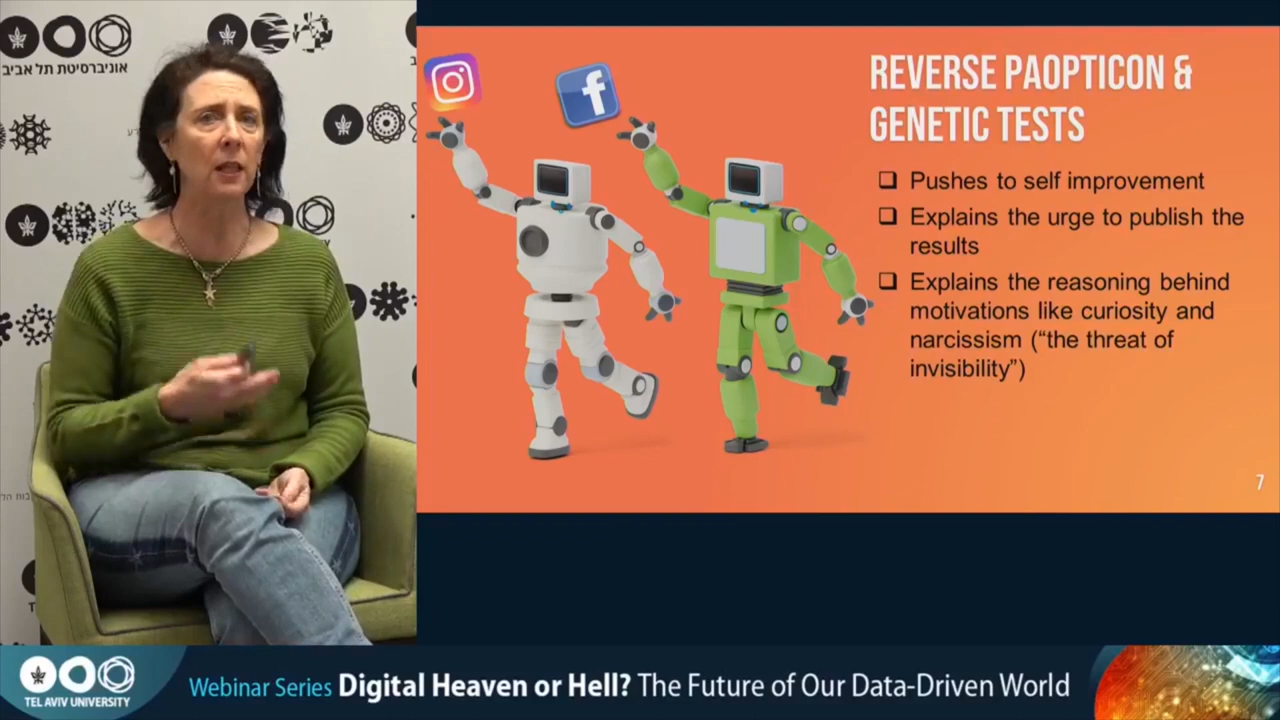 אוניברסיטת תל אביב
REVERSE PAOPTICON &
GENETIC TESTS
❑ Pushes to self improvement
❑ Explains the urge to publish the
results
❑ Explains the reasoning behind
motivations like curiosity and
narcissism (“the threat of
invisibility”)
7
TEL AVIV UNIVERSITY
Webinar Series Digital Heaven or Hell? The Future of Our Data-Driven World